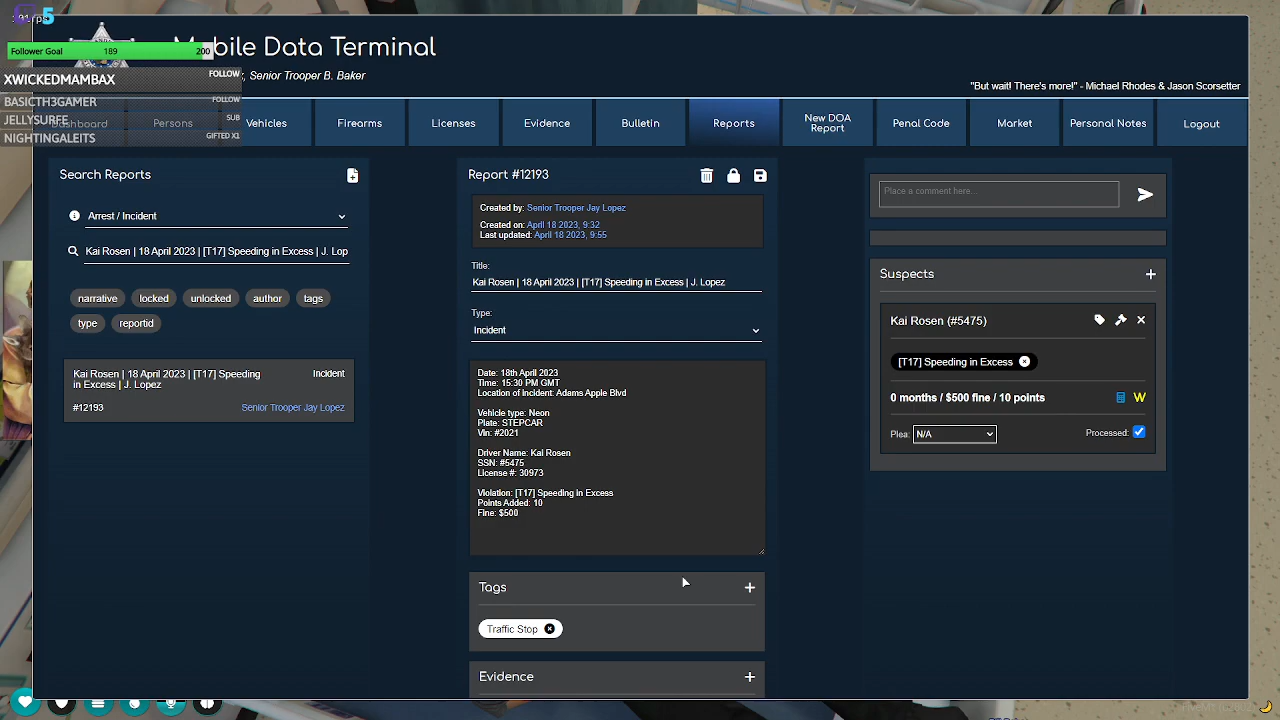 5
Mobile Data Terminal
Follower Goal 189 200
Senior Trooper B. Baker
XWICKEDMAMBAX FOLLOW
"But wait! There's more!" - Michael Rhodes & Jason Scorsetter
BASICTH3GAMER FOLLOW
JELLYSURFE SUB
NIGHTINGALEITS GIFTED X1
Dashboard
Persons
Vehicles
Firearms
Licenses
Evidence
Bulletin
Reports
New DOA
Report
Penal Code
Market
Personal Notes
Logout
Search Reports
Arrest / Incident
Kai Rosen | 18 April 2023 | [T17] Speeding in Excess | J. Lop
narrative locked unlocked author tags
type reportid
Kai Rosen | 18 April 2023 | [T17] Speeding Incident
in Excess | J. Lopez
#12193 Senior Trooper Jay Lopez
Report #12193
Created by: Senior Trooper Jay Lopez
Created on: April 18 2023, 9:32
Last updated: April 18 2023, 9:55
Title:
Kai Rosen | 18 April 2023 | [T17] Speeding in Excess | J. Lopez
Type:
Incident
Date: 18th April 2023
Time: 15:30 PM GMT
Location of Incident: Adams Apple Blvd
Vehicle type: Neon
Plate: STEPCAR
Vin: #2021
Driver Name: Kai Rosen
SSN: #5475
License #: 30973
Violation: [T17] Speeding in Excess
Points Added: 10
Fine: $500
Tags
Traffic Stop
Evidence
Place a comment here...
Suspects
Kai Rosen (#5475)
[T17] Speeding in Excess
0 months / $500 fine / 10 points
W
Plea: N/A Processed: